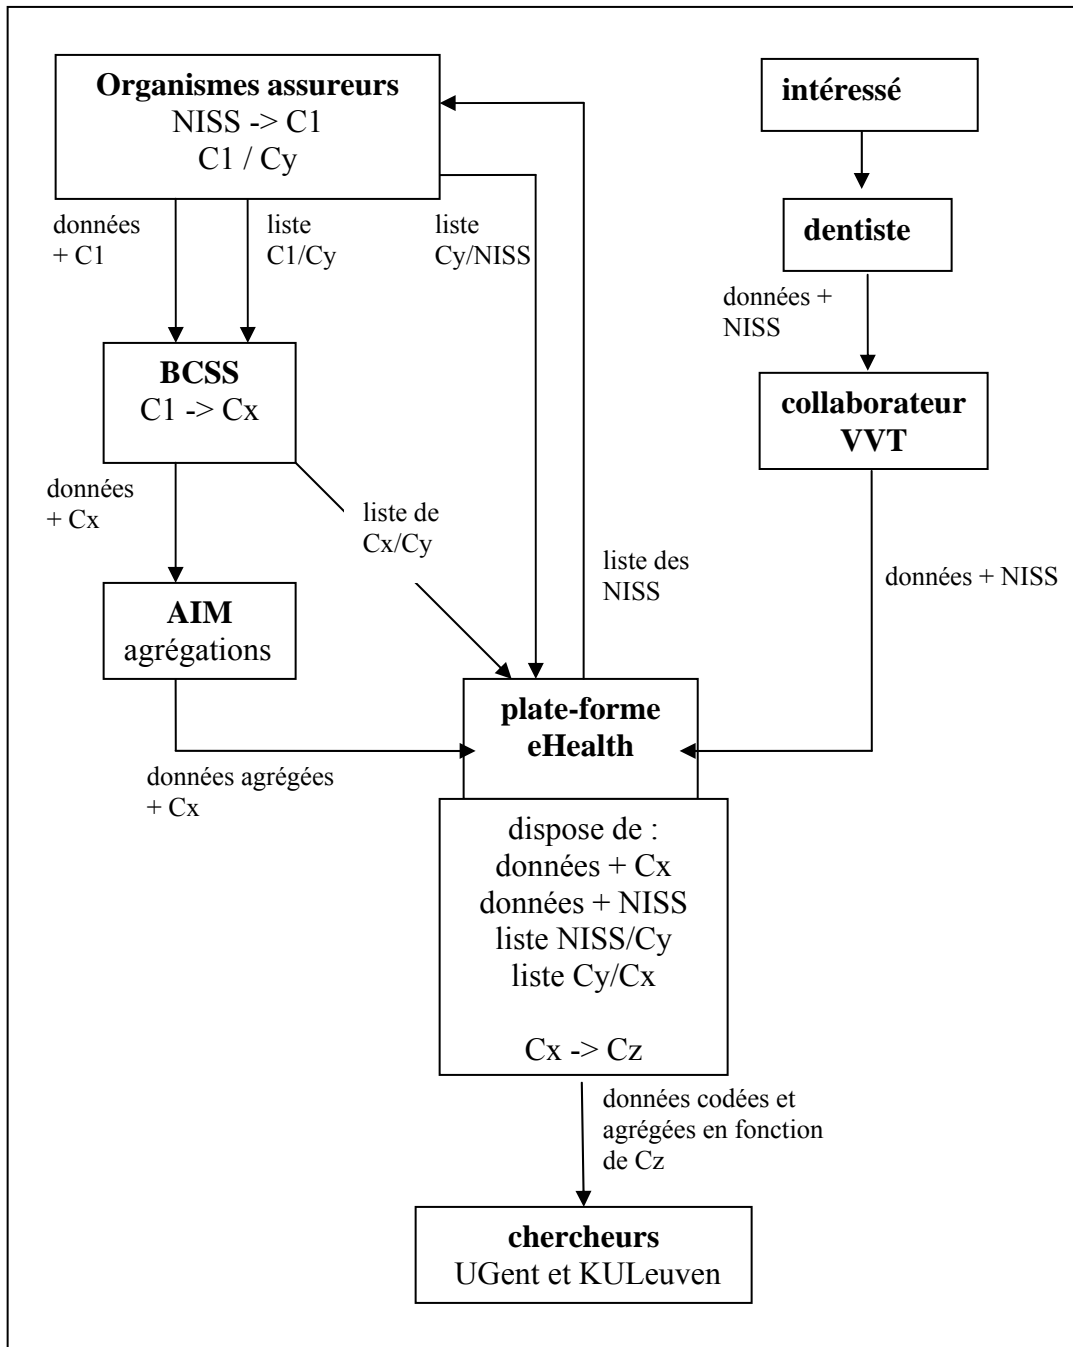 Organismes assureurs
NISS -> C1
C1 / Cy
intéressé
données
+ C1
liste
C1/Cy
liste
Cy/NISS
dentiste
données +
NISS
BCSS
C1 -> Cx
collaborateur
VVT
données
+ Cx
liste de
Cx/Cy
liste des
NISS
données + NISS
AIM
agrégations
plate-forme
eHealth
données agrégées
+ Cx
dispose de :
données + Cx
données + NISS
liste NISS/Cy
liste Cy/Cx
Cx -> Cz
données codées et
agrégées en fonction
de Cz
chercheurs
UGent et KULeuven